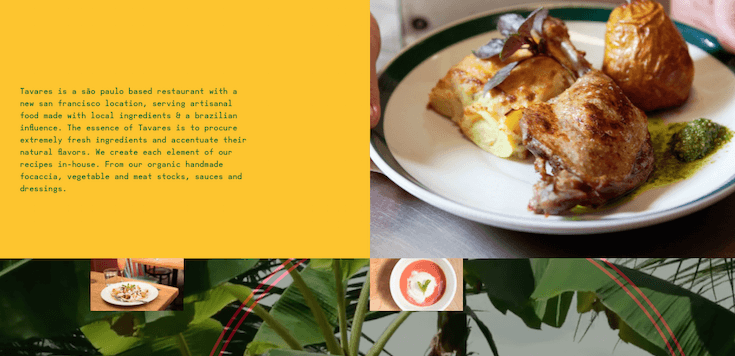 Tavares is a são paulo based restaurant with a
new san francisco location, serving artisanal
food made with local ingredients & a brazilian
influence. The essence of Tavares is to procure
extremely fresh ingredients and accentuate their
natural flavors. We create each element of our
recipes in-house. From our organic handmade
focaccia, vegetable and meat stocks, sauces and
dressings.